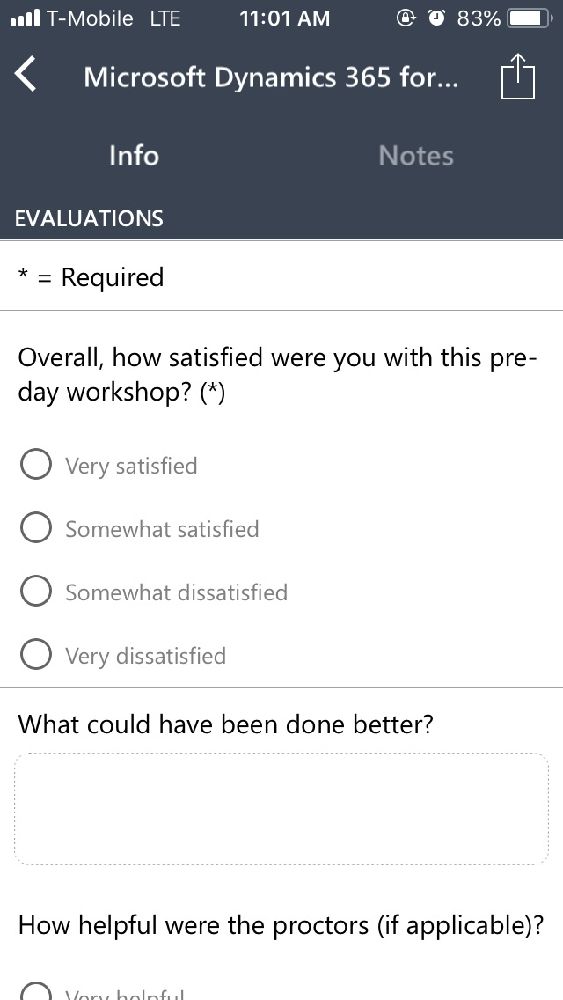 T-Mobile LTE 11:01 AM 83%
Microsoft Dynamics 365 for...
Info Notes
EVALUATIONS
* = Required
Overall, how satisfied were you with this pre-
day workshop? (*)
Very satisfied
Somewhat satisfied
Somewhat dissatisfied
Very dissatisfied
What could have been done better?
How helpful were the proctors (if applicable)?
Very helpful